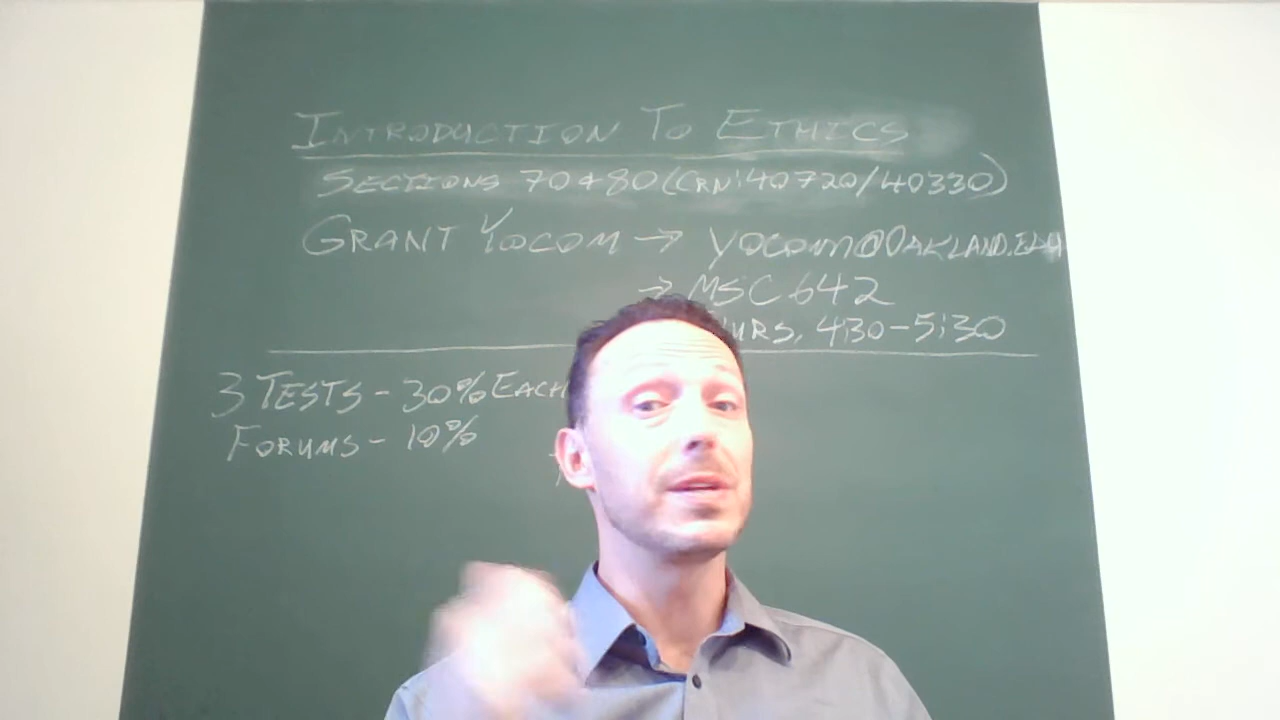 INTRODUCTION TO ETHICS
SECTIONS 70+80 (CRN:40720/40330)
GRANT YOCOM → YOCOM@OAKLAND.EDU
→ MSC 642
4:30-5:30
3 TESTS - 30% EACH
FORUMS - 10%